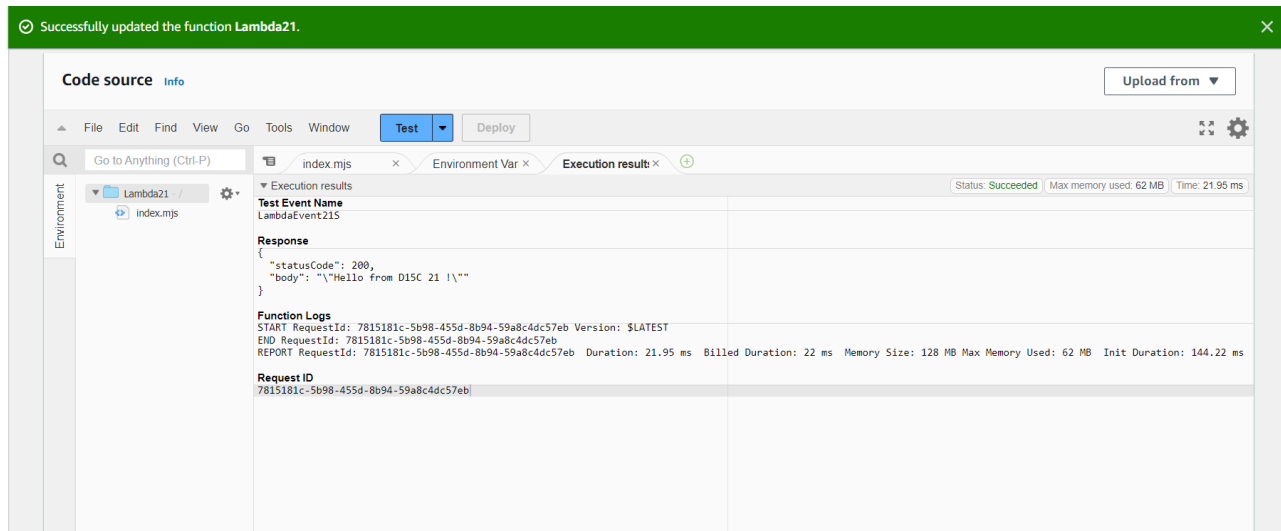 Successfully updated the function Lambda21.
Code source Info
Upload from
File Edit Find View Go Tools Window Test Deploy
Go to Anything (Ctrl-P)
index.mjs
Environment Var
Execution results
Environment
Lambda21 - /
index.mjs
Execution results
Status: Succeeded Max memory used: 62 MB Time: 21.95 ms
Test Event Name
LambdaEvent21S
Response
{
"statusCode": 200,
"body": "\"Hello from D15C 21 !\""
}
Function Logs
START RequestId: 7815181c-5b98-455d-8b94-59a8c4dc57eb Version: $LATEST
END RequestId: 7815181c-5b98-455d-8b94-59a8c4dc57eb
REPORT RequestId: 7815181c-5b98-455d-8b94-59a8c4dc57eb Duration: 21.95 ms Billed Duration: 22 ms Memory Size: 128 MB Max Memory Used: 62 MB Init Duration: 144.22 ms
Request ID
7815181c-5b98-455d-8b94-59a8c4dc57eb